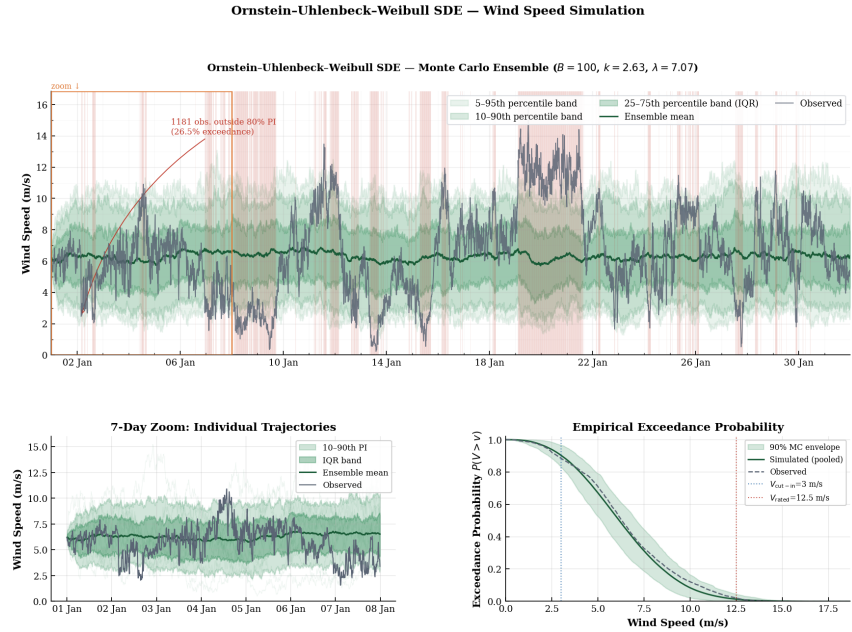 Ornstein–Uhlenbeck–Weibull SDE — Wind Speed Simulation
Ornstein–Uhlenbeck–Weibull SDE — Monte Carlo Ensemble (B = 100, k = 2.63, λ = 7.07)
zoom ↓
1181 obs. outside 80% PI
(26.5% exceedance)
5–95th percentile band
10–90th percentile band
25–75th percentile band (IQR)
Ensemble mean
Observed
Wind Speed (m/s)
16
14
12
10
8
6
4
2
0
02 Jan
06 Jan
10 Jan
14 Jan
18 Jan
22 Jan
26 Jan
30 Jan
7-Day Zoom: Individual Trajectories
10–90th PI
IQR band
Ensemble mean
Observed
Wind Speed (m/s)
15.0
12.5
10.0
7.5
5.0
2.5
0.0
01 Jan
02 Jan
03 Jan
04 Jan
05 Jan
06 Jan
07 Jan
08 Jan
Empirical Exceedance Probability
90% MC envelope
Simulated (pooled)
Observed
Vcut−in=3 m/s
Vrated=12.5 m/s
Exceedance Probability P(V > v)
1.0
0.8
0.6
0.4
0.2
0.0
0.0
2.5
5.0
7.5
10.0
12.5
15.0
17.5
Wind Speed (m/s)